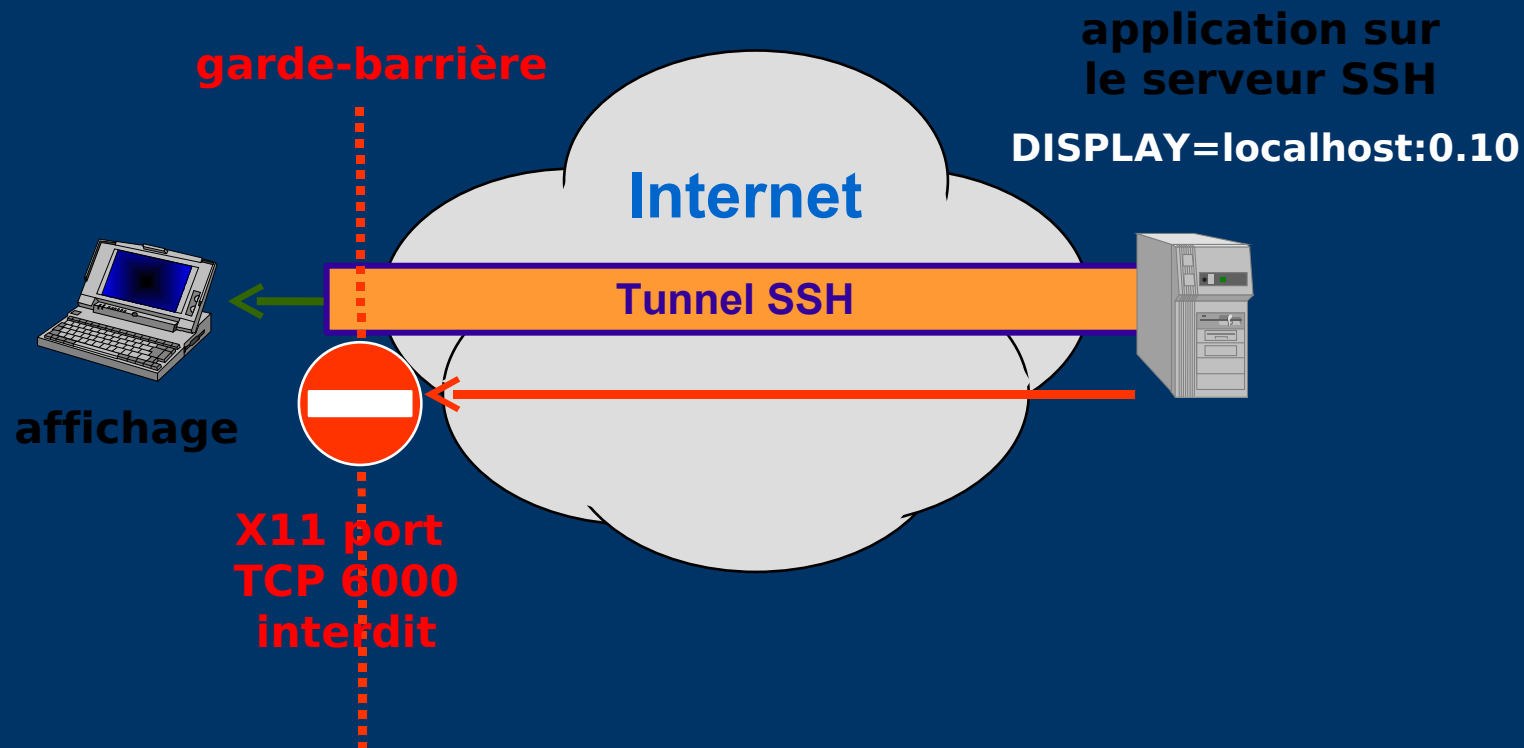 application sur
le serveur SSH
garde-barrière
DISPLAY=localhost:0.10
Internet
Tunnel SSH
affichage
X11 port
TCP 6000
interdit